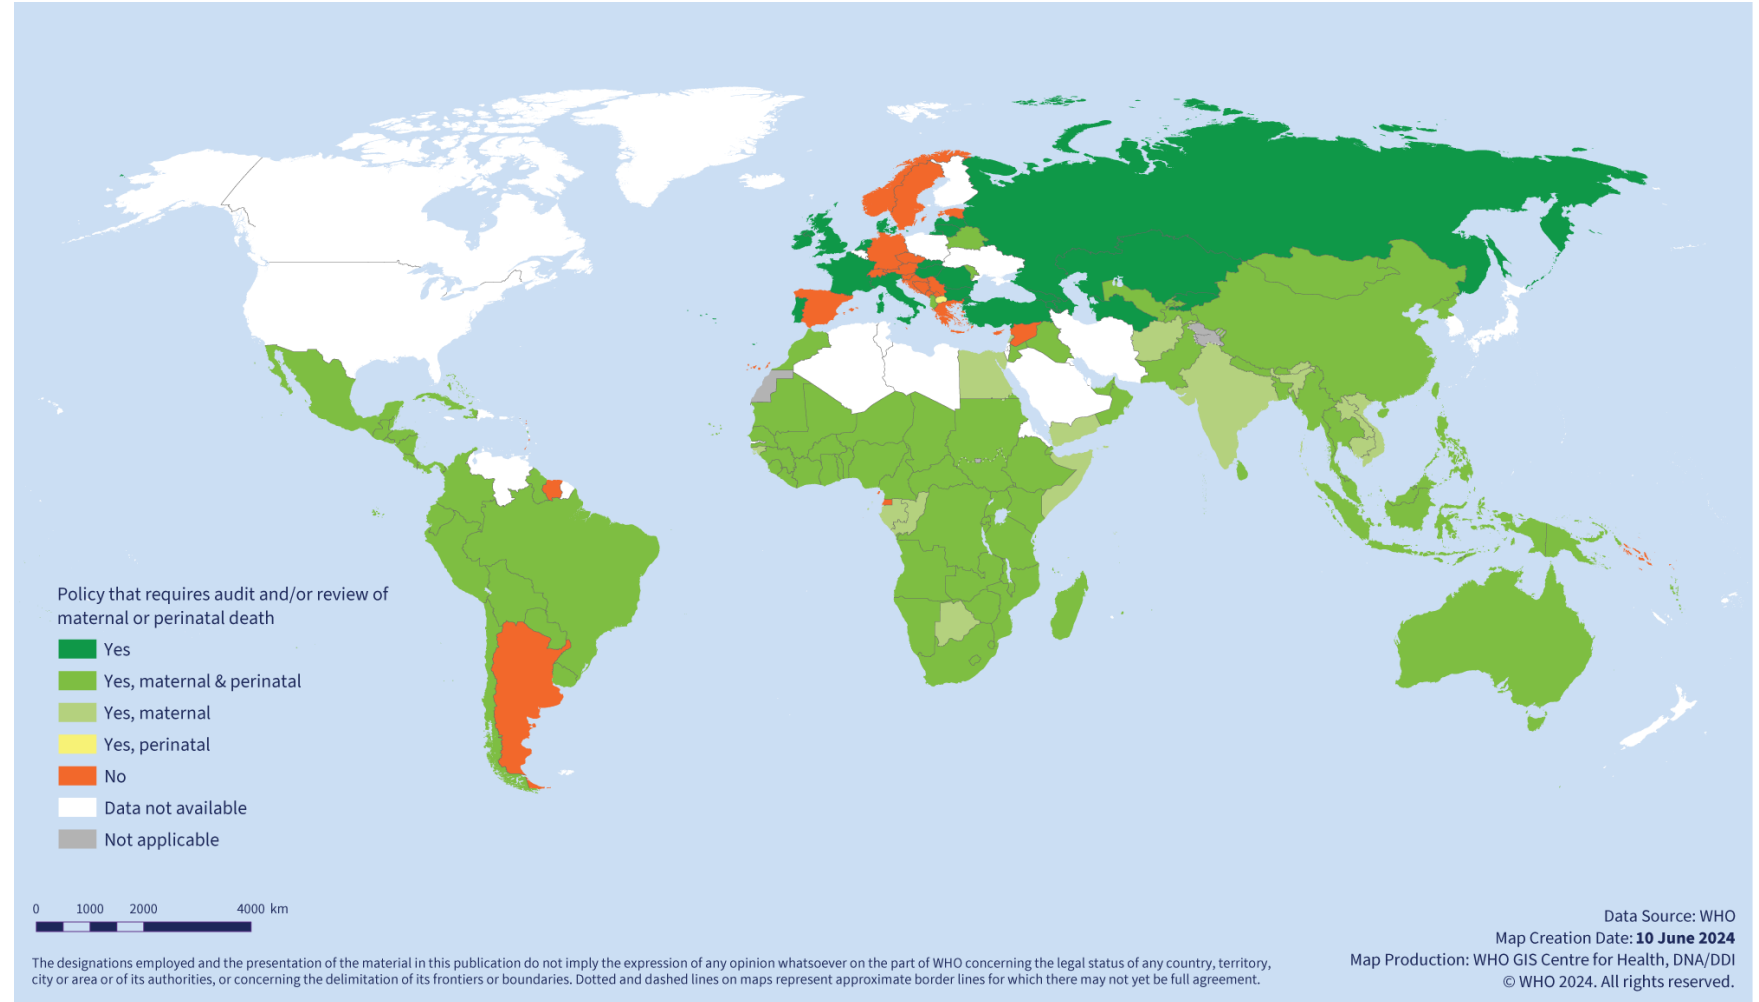 Policy that requires audit and/or review of
maternal or perinatal death
Yes
Yes, maternal & perinatal
Yes, maternal
Yes, perinatal
No
Data not available
Not applicable
0 1000 2000 4000 km
Data Source: WHO
Map Creation Date: 10 June 2024
Map Production: WHO GIS Centre for Health, DNA/DDI
© WHO 2024. All rights reserved.
The designations employed and the presentation of the material in this publication do not imply the expression of any opinion whatsoever on the part of WHO concerning the legal status of any country, territory,
city or area or of its authorities, or concerning the delimitation of its frontiers or boundaries. Dotted and dashed lines on maps represent approximate border lines for which there may not yet be full agreement.